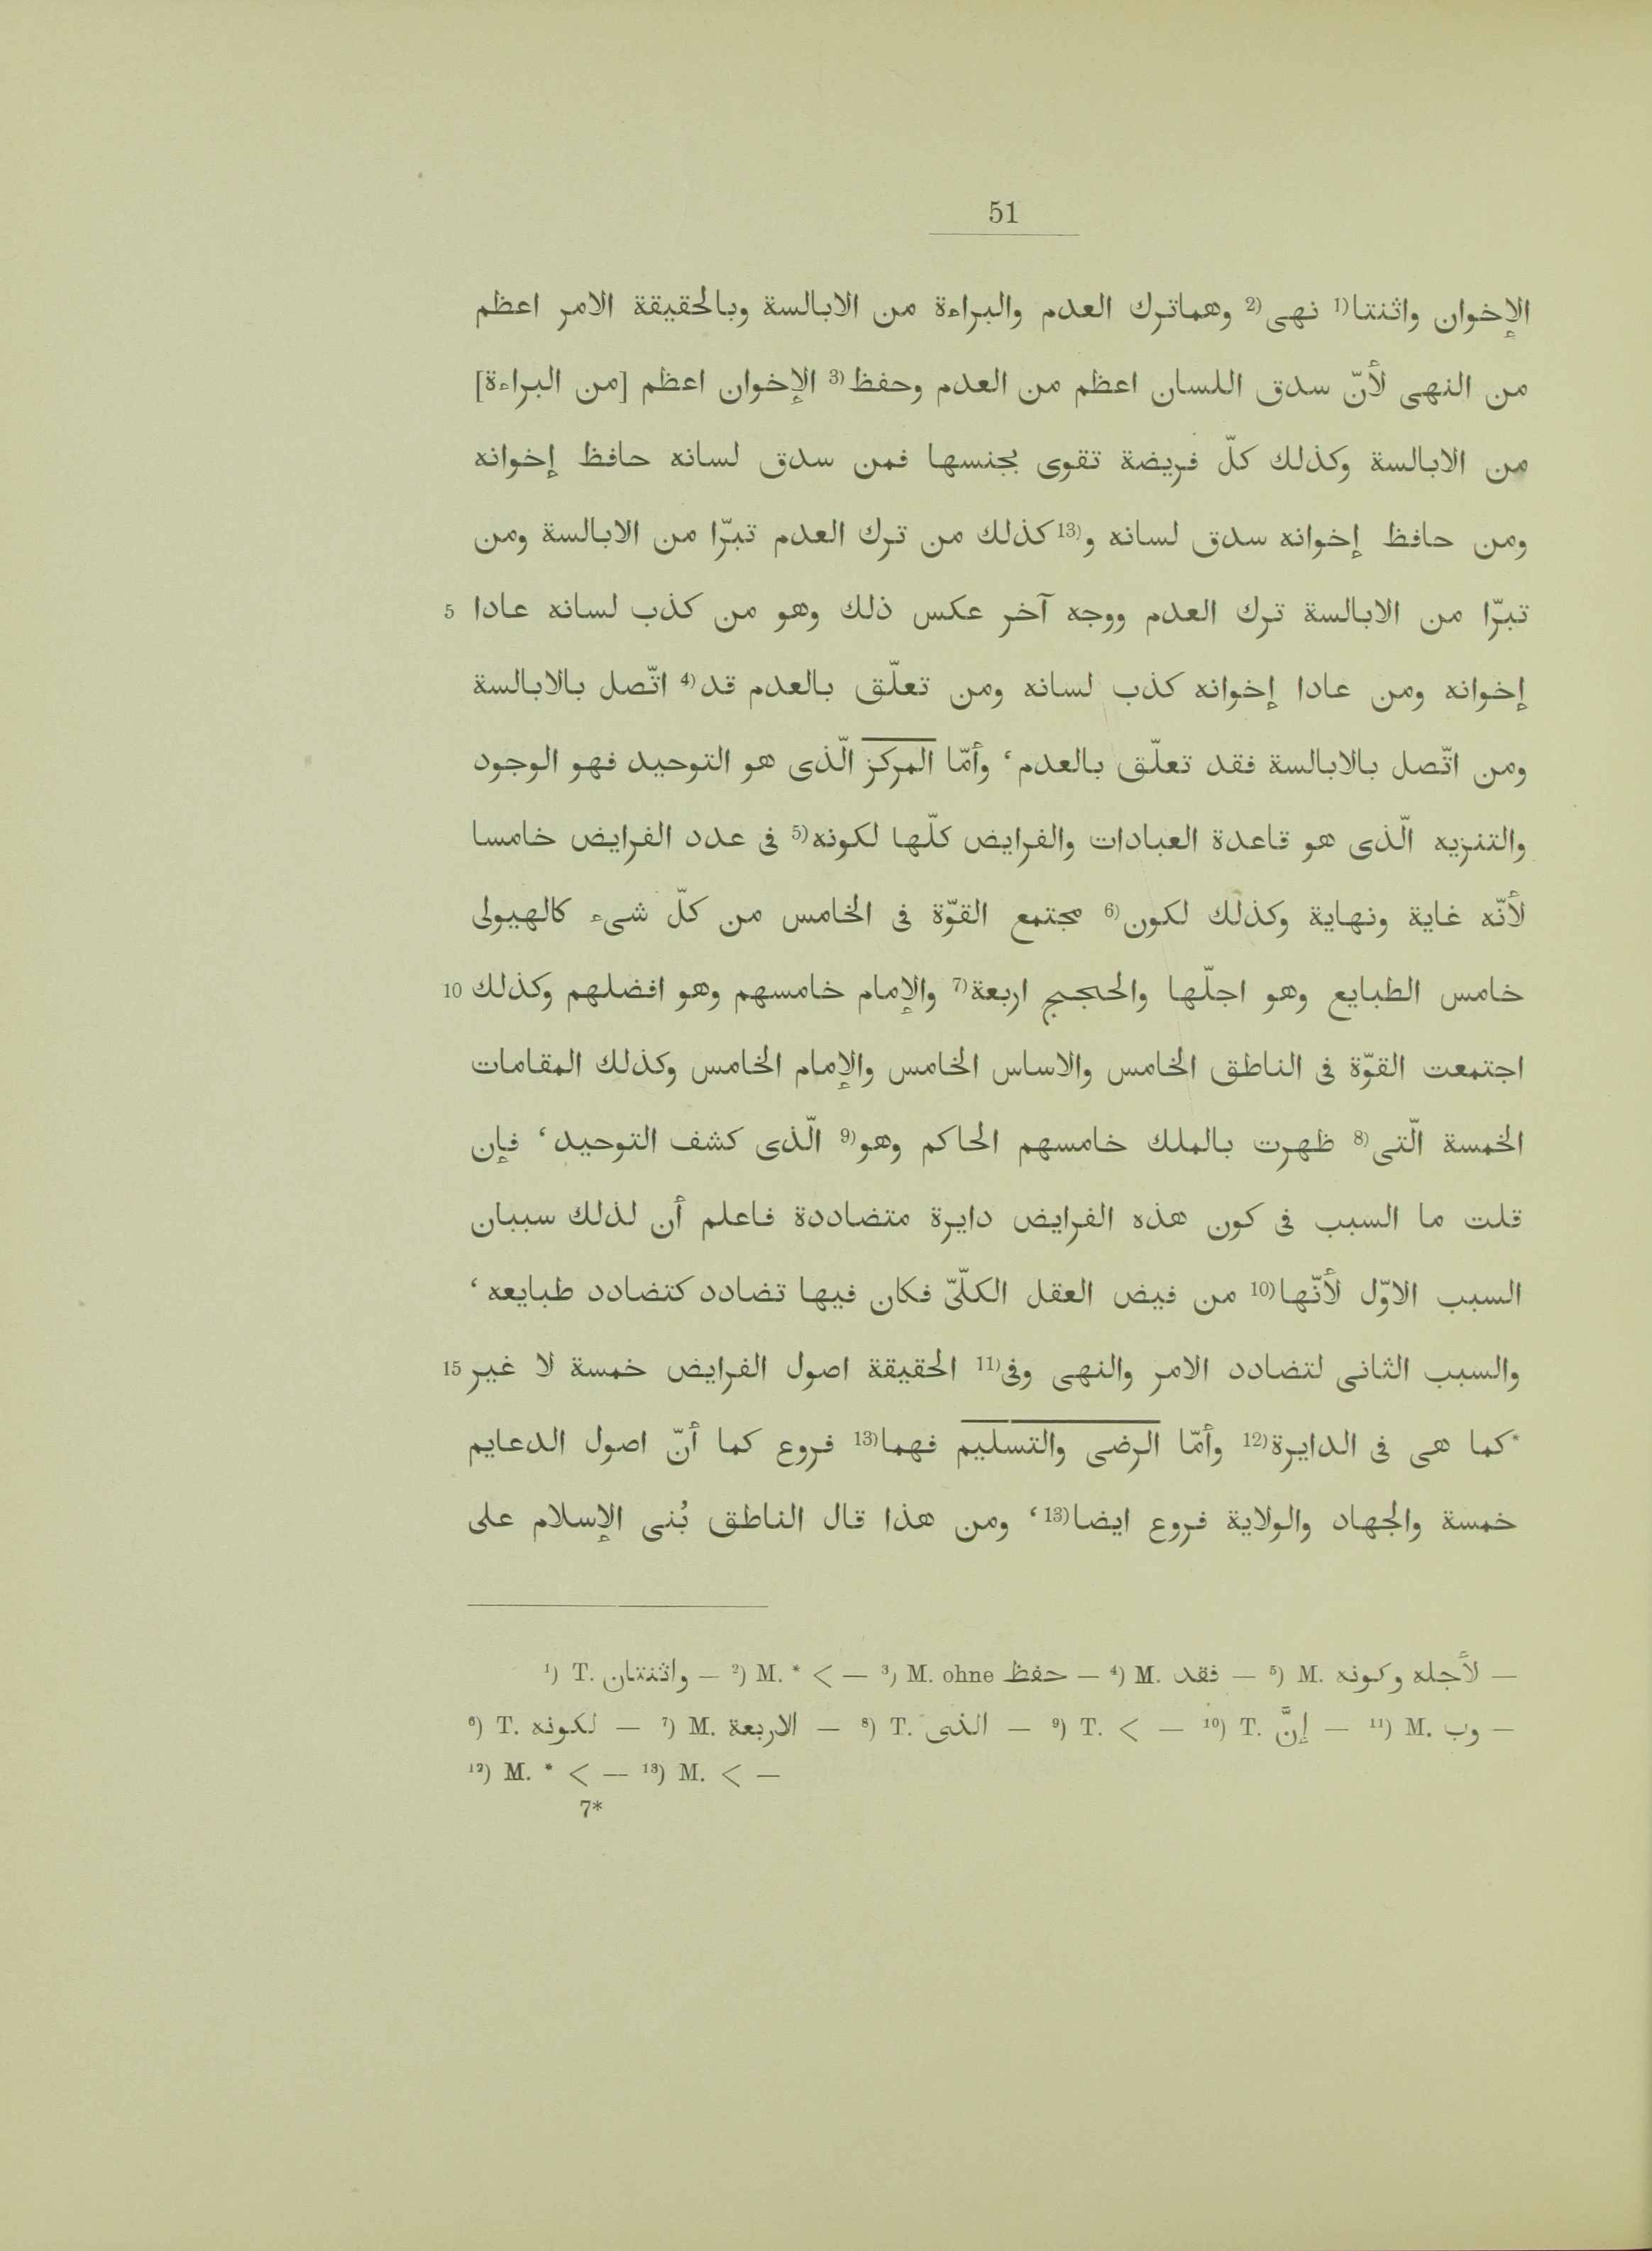 51
الإخوان واثنتا(1 نهى(2 وهماترك العدم والبراءة من الابالسة وبالحقيقة الامر اعظم
من النهى لأنّ سدق اللسان اعظم من العدم وحفظ(3 الإخوان اعظم [من البراءة]
من الابالسة وكذلك كلّ فريضة تقوى بجنسها فمن سدق لسانه حافظ إخوانه
ومن حافظ إخوانه سدق لسانه و(13 كذلك من ترك العدم تبرّا من الابالسة ومن
تبرّا من الابالسة ترك العدم ووجه آخر عكس ذلك وهو من كذب لسانه عادا 5
إخوانه ومن عادا إخوانه كذب لسانه ومن تعلّق بالعدم قد(4 اتّصل بالابالسة
ومن اتّصل بالابالسة فقد تعلّق بالعدم، وأمّا المركز الّذى هو التوحيد فهو الوجود
والتنزيه الّذى هو قاعدة العبادات والفرايض كلّها لكونه(5 فى عدد الفرايض خامسا
لأنّه غاية ونهاية وكذلك لكون(6 مجتمع القوّة فى الخامس من كلّ شىء كالهيولى
خامس الطبايع وهو اجلّها والحجج اربعة(7 والإمام خامسهم وهو افضلهم وكذلك 10
اجتمعت القوّة فى الناطق الخامس والاساس الخامس والإمام الخامس وكذلك المقامات
الخمسة الّتى(8 ظهرت بالملك خامسهم الحاكم وهو(9 الّذى كشف التوحيد، فإن
قلت ما السبب فى كون هذه الفرايض دايرة متضاددة فاعلم أن لذلك سببان
السبب الاوّل لأنّها(10 من فيض العقل الكلّىّ فكان فيها تضادد كتضادد طبايعه،
والسبب الثانى لتضادد الامر والنهى وفى(11 الحقيقة اصول الفرايض خمسة لا غير 15
*كما هى فى الدايرة(12 وأمّا الرضى والتسليم فهما(13 فروع كما أنّ اصول الدعايم
خمسة والجهاد والولاية فروع ايضا(13، ومن هذا قال الناطق بُنى الإسلام على
¹) T. واثنتان — ²) M. * < — ³) M. ohne حفظ — ⁴) M. فقد — ⁵) M. لأجله وكونه —
⁶) T. لكونه — ⁷) M. الاربعة — ⁸) T. الذى — ⁹) T. < — ¹⁰) T. إنَّ — ¹¹) M. وب —
¹²) M. * < — ¹³) M. < —
7*